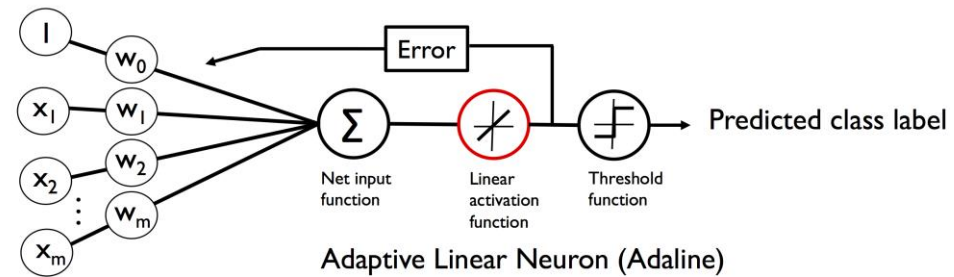 1
w₀
Error
x₁
w₁
Σ
Predicted class label
x₂
w₂
Net input
function
Linear
activation
function
Threshold
function
⋮
wₘ
xₘ
Adaptive Linear Neuron (Adaline)